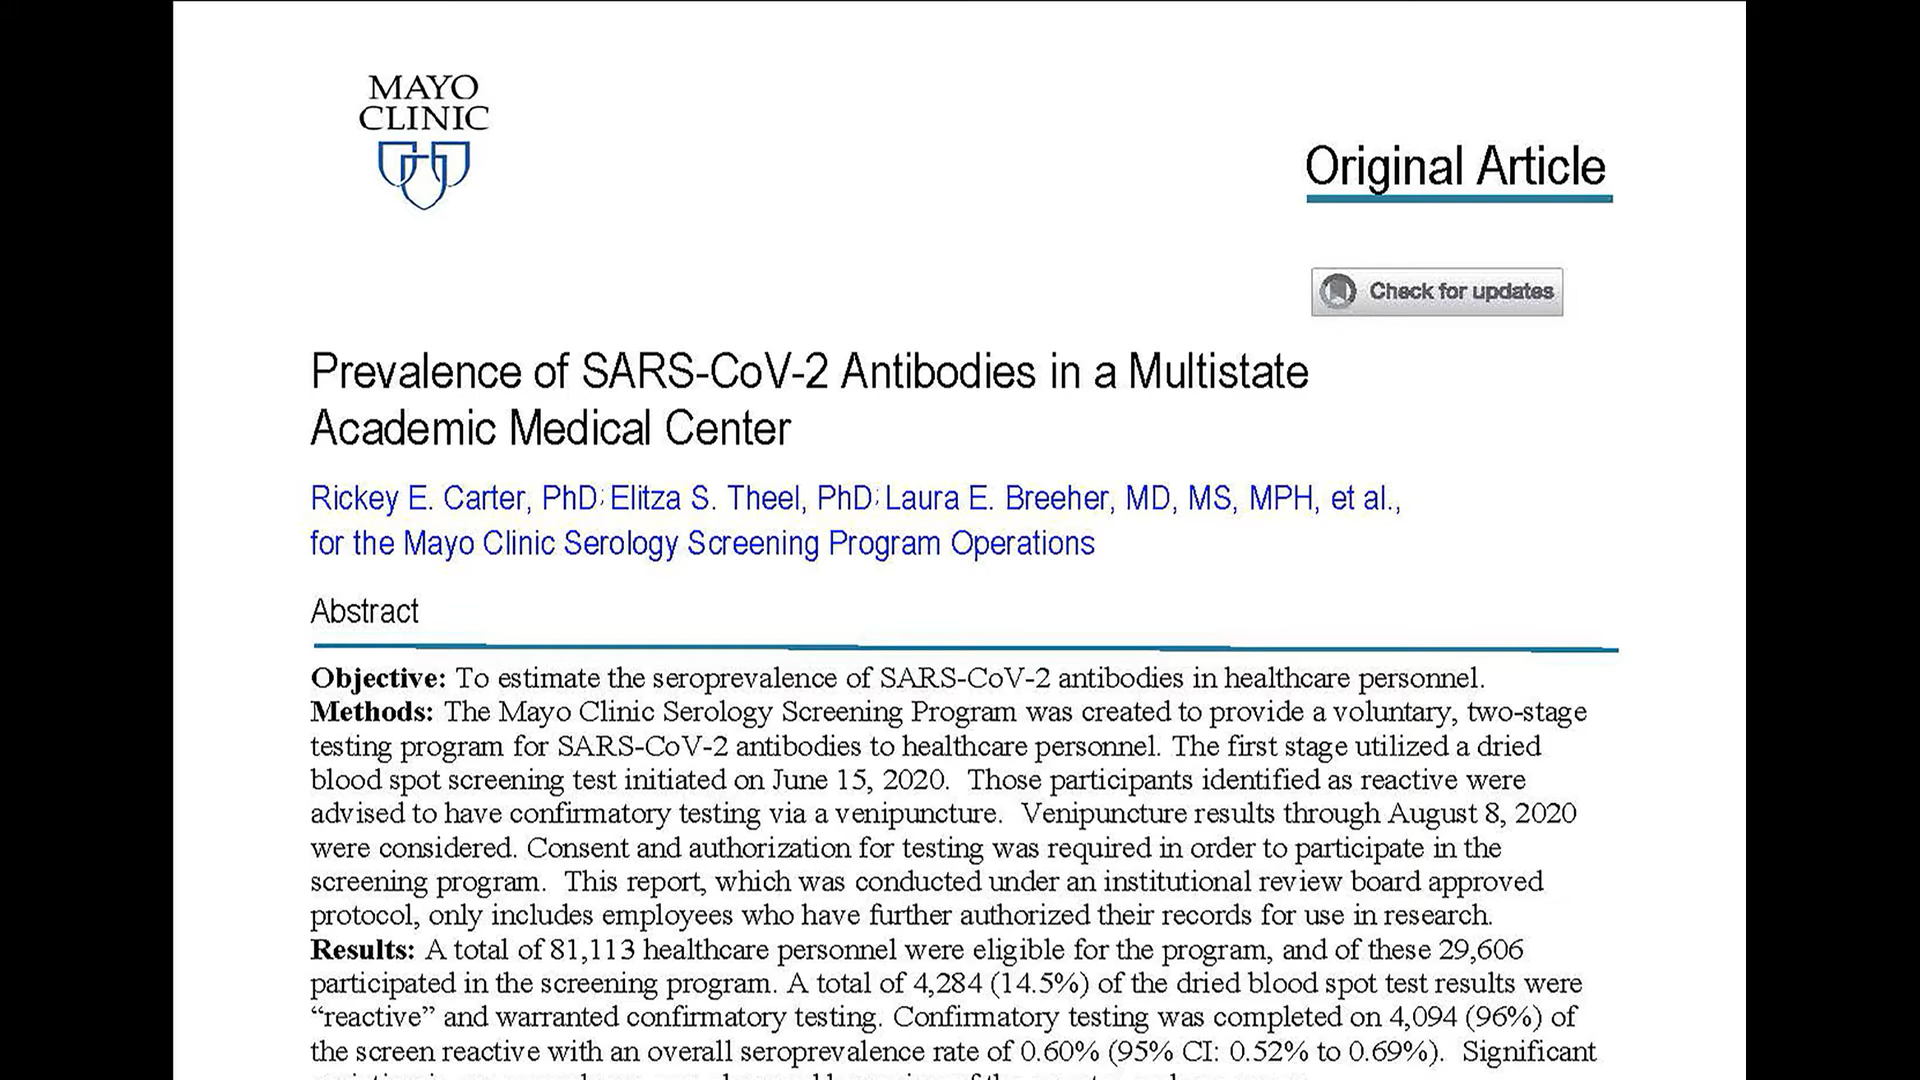 MAYO
CLINIC
Original Article
Check for updates
Prevalence of SARS-CoV-2 Antibodies in a Multistate
Academic Medical Center
Rickey E. Carter, PhD; Elitza S. Theel, PhD; Laura E. Breeher, MD, MS, MPH, et al.,
for the Mayo Clinic Serology Screening Program Operations
Abstract
Objective: To estimate the seroprevalence of SARS-CoV-2 antibodies in healthcare personnel.
Methods: The Mayo Clinic Serology Screening Program was created to provide a voluntary, two-stage
testing program for SARS-CoV-2 antibodies to healthcare personnel. The first stage utilized a dried
blood spot screening test initiated on June 15, 2020. Those participants identified as reactive were
advised to have confirmatory testing via a venipuncture. Venipuncture results through August 8, 2020
were considered. Consent and authorization for testing was required in order to participate in the
screening program. This report, which was conducted under an institutional review board approved
protocol, only includes employees who have further authorized their records for use in research.
Results: A total of 81,113 healthcare personnel were eligible for the program, and of these 29,606
participated in the screening program. A total of 4,284 (14.5%) of the dried blood spot test results were
“reactive” and warranted confirmatory testing. Confirmatory testing was completed on 4,094 (96%) of
the screen reactive with an overall seroprevalence rate of 0.60% (95% CI: 0.52% to 0.69%). Significant